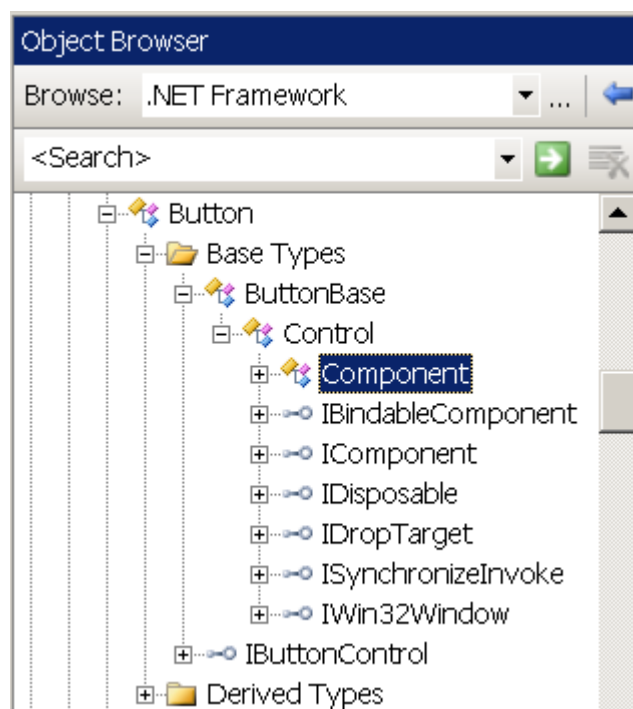 Object Browser
Browse: .NET Framework ...
<Search>
Button
Base Types
ButtonBase
Control
Component
IBindableComponent
IComponent
IDisposable
IDropTarget
ISynchronizeInvoke
IWin32Window
IButtonControl
Derived Types